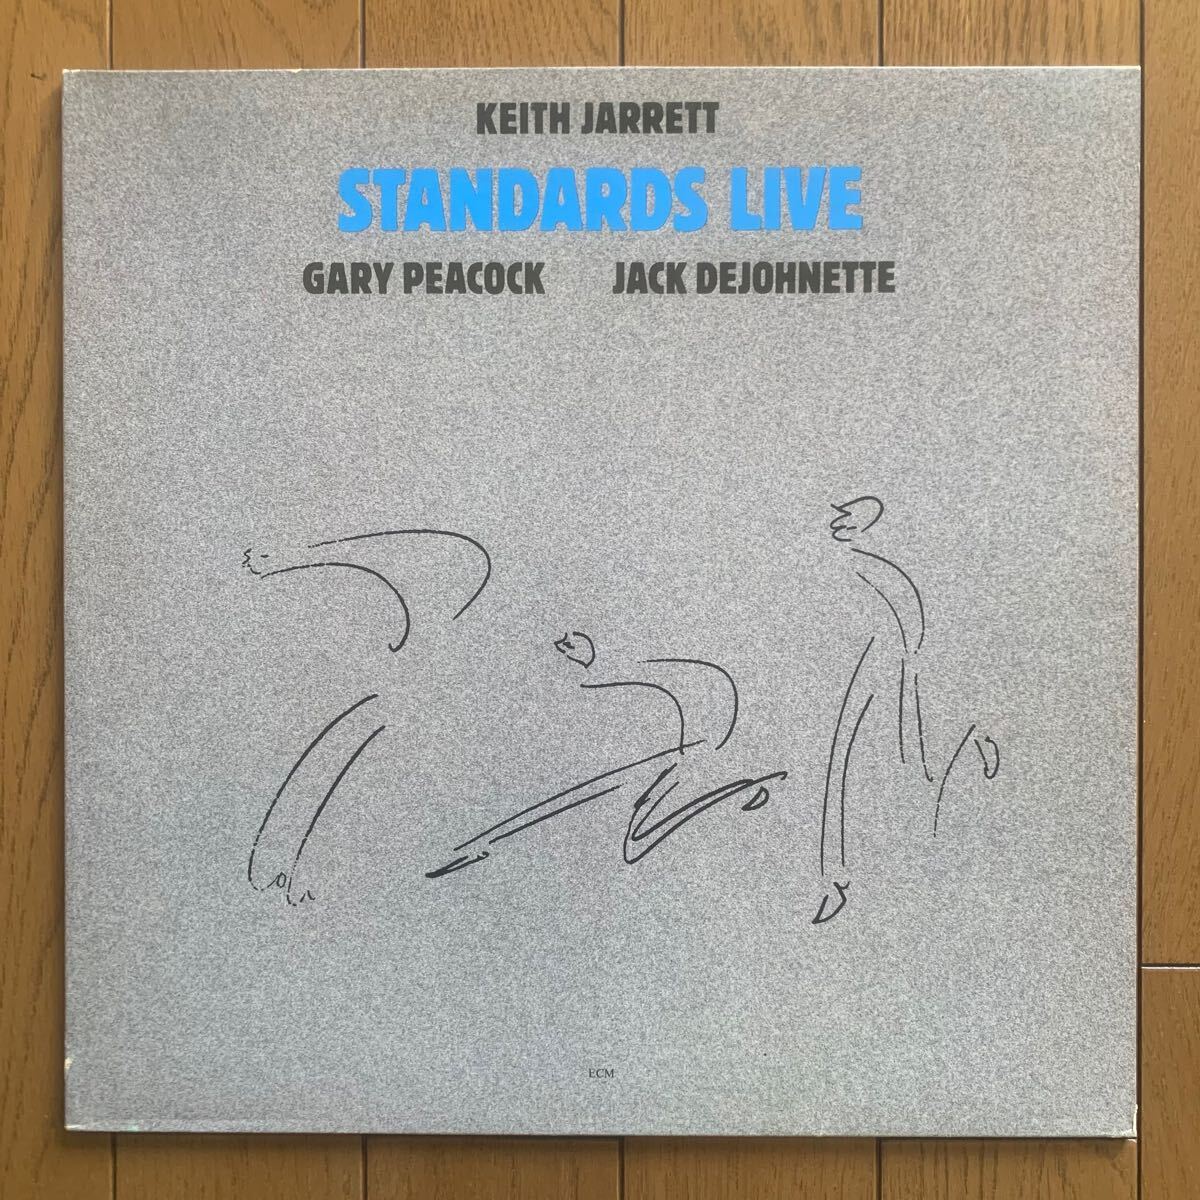 KEITH JARRETT
STANDARDS LIVE
GARY PEACOCK JACK DEJOHNETTE
ECM